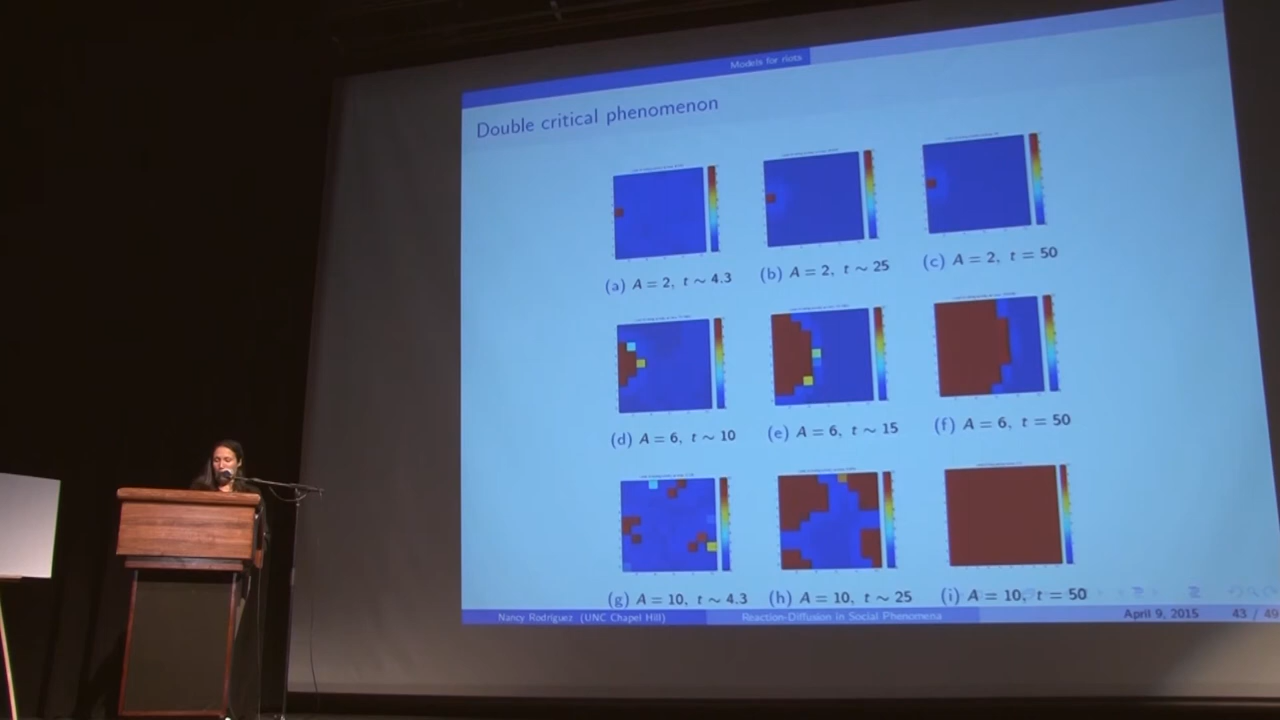 Models for riots
Double critical phenomenon
(a) A = 2, t ∼ 4.3
(b) A = 2, t ∼ 25
(c) A = 2, t = 50
(d) A = 6, t ∼ 10
(e) A = 6, t ∼ 15
(f) A = 6, t = 50
(g) A = 10, t ∼ 4.3
(h) A = 10, t ∼ 25
(i) A = 10, t = 50
Nancy Rodríguez (UNC Chapel Hill)
Reaction-Diffusion in Social Phenomena
April 9, 2015
43 / 49